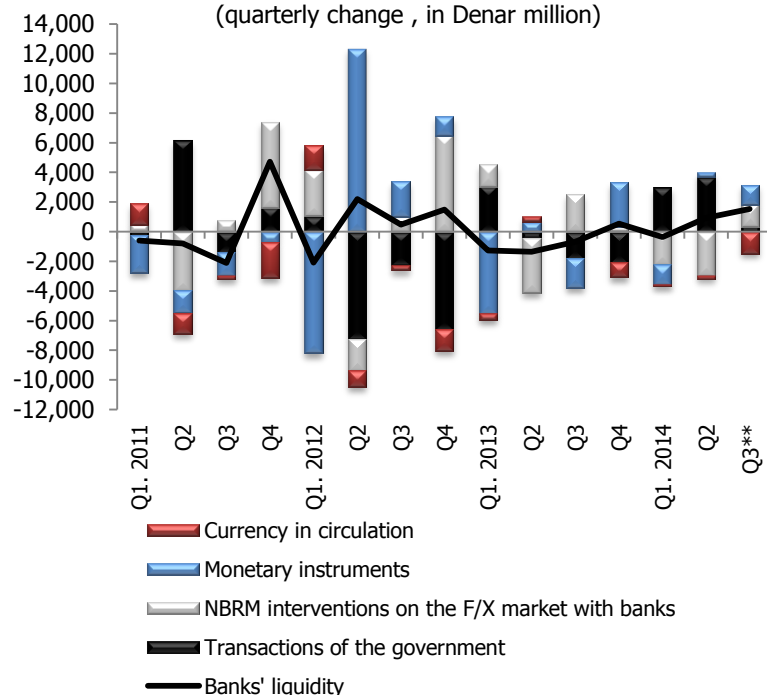 (quarterly change , in Denar million)
14,000
12,000
10,000
8,000
6,000
4,000
2,000
0
-2,000
-4,000
-6,000
-8,000
-10,000
-12,000
Q1. 2011
Q2
Q3
Q4
Q1. 2012
Q2
Q3
Q4
Q1. 2013
Q2
Q3
Q4
Q1. 2014
Q2
Q3**
Currency in circulation
Monetary instruments
NBRM interventions on the F/X market with banks
Transactions of the government
Banks' liquidity